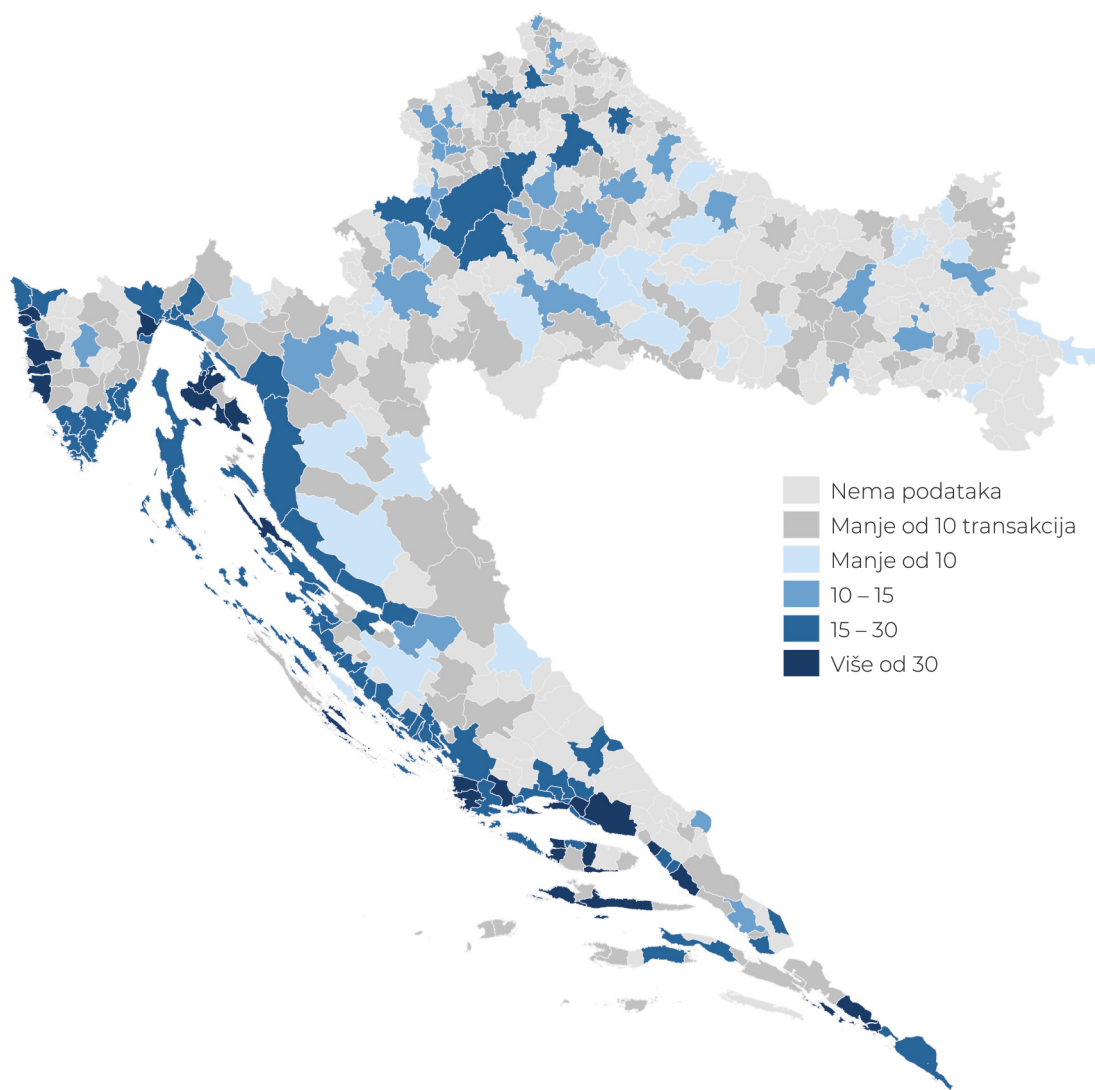 Nema podataka
Manje od 10 transakcija
Manje od 10
10 – 15
15 – 30
Više od 30